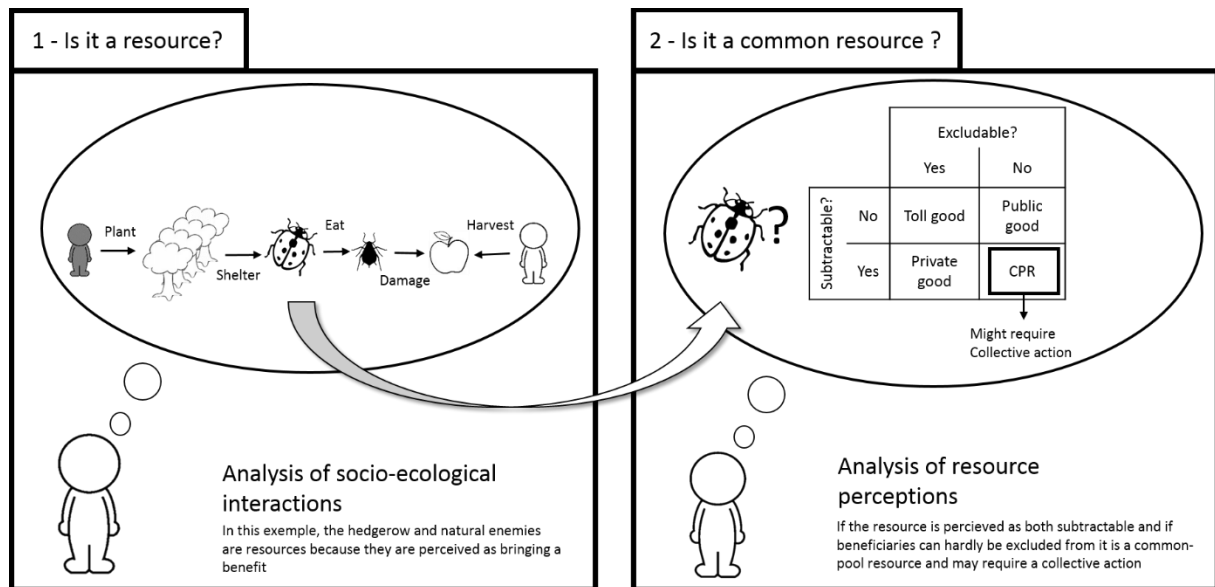 1 - Is it a resource?
Plant
Shelter
Eat
Damage
Harvest
Analysis of socio-ecological
interactions
In this exemple, the hedgerow and natural enemies
are resources because they are perceived as bringing a
benefit
2 - Is it a common resource ?
?
Excludable?
Yes No
Subtractable?
No Toll good Public
good
Yes Private
good CPR
Might require
Collective action
Analysis of resource
perceptions
If the resource is percieved as both subtractable and if
beneficiaries can hardly be excluded from it is a common-
pool resource and may require a collective action